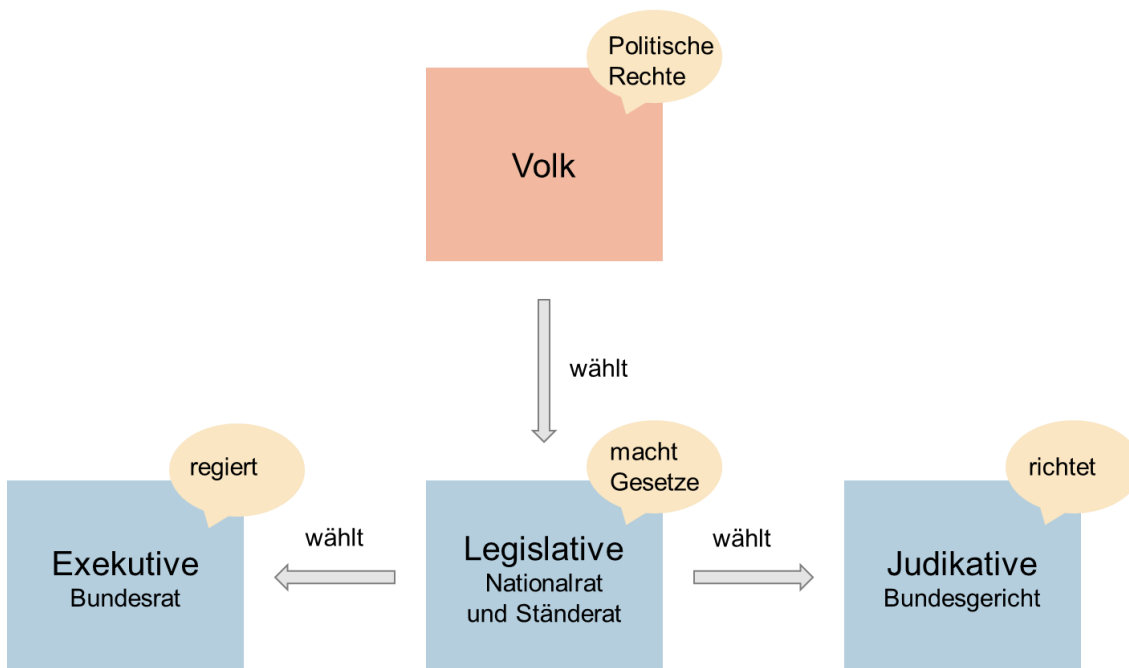 Politische
Rechte
Volk
wählt
regiert
macht
Gesetze
richtet
wählt
wählt
Exekutive
Bundesrat
Legislative
Nationalrat
und Ständerat
Judikative
Bundesgericht